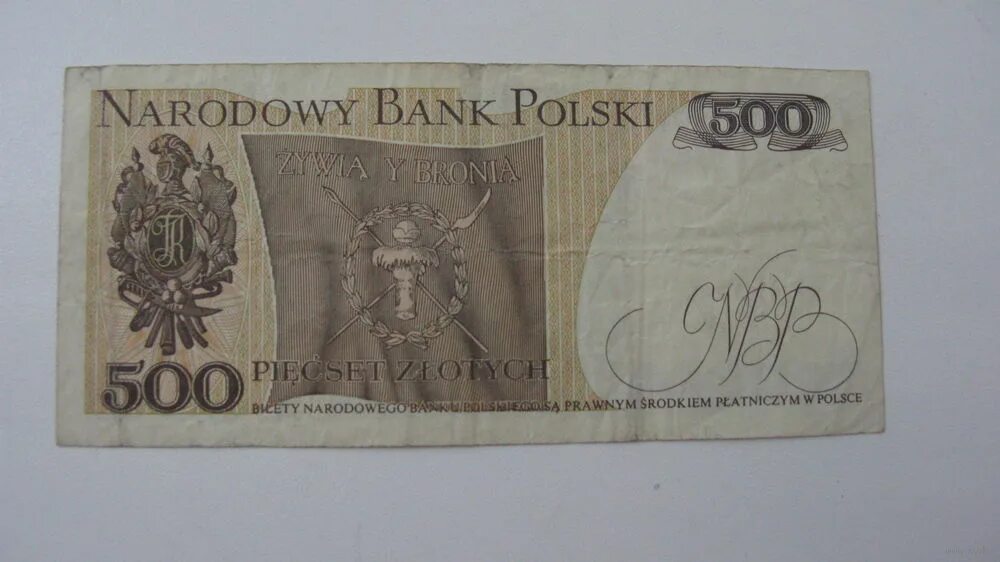 NARODOWY BANK POLSKI
500
ŻYWIĄ Y BRONIĄ
TK
NBP
500
PIĘĆSET ZŁOTYCH
BILETY NARODOWEGO BANKU POLSKIEGO SĄ PRAWNYM ŚRODKIEM PŁATNICZYM W POLSCE